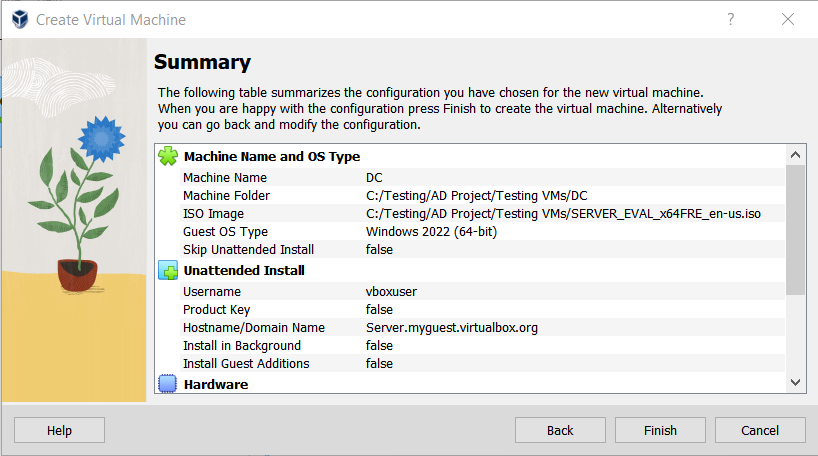 Create Virtual Machine
?
Summary
The following table summarizes the configuration you have chosen for the new virtual machine.
When you are happy with the configuration press Finish to create the virtual machine. Alternatively
you can go back and modify the configuration.
Machine Name and OS Type
Machine Name DC
Machine Folder C:/Testing/AD Project/Testing VMs/DC
ISO Image C:/Testing/AD Project/Testing VMs/SERVER_EVAL_x64FRE_en-us.iso
Guest OS Type Windows 2022 (64-bit)
Skip Unattended Install false
Unattended Install
Username vboxuser
Product Key false
Hostname/Domain Name Server.myguest.virtualbox.org
Install in Background false
Install Guest Additions false
Hardware
Help Back Finish Cancel